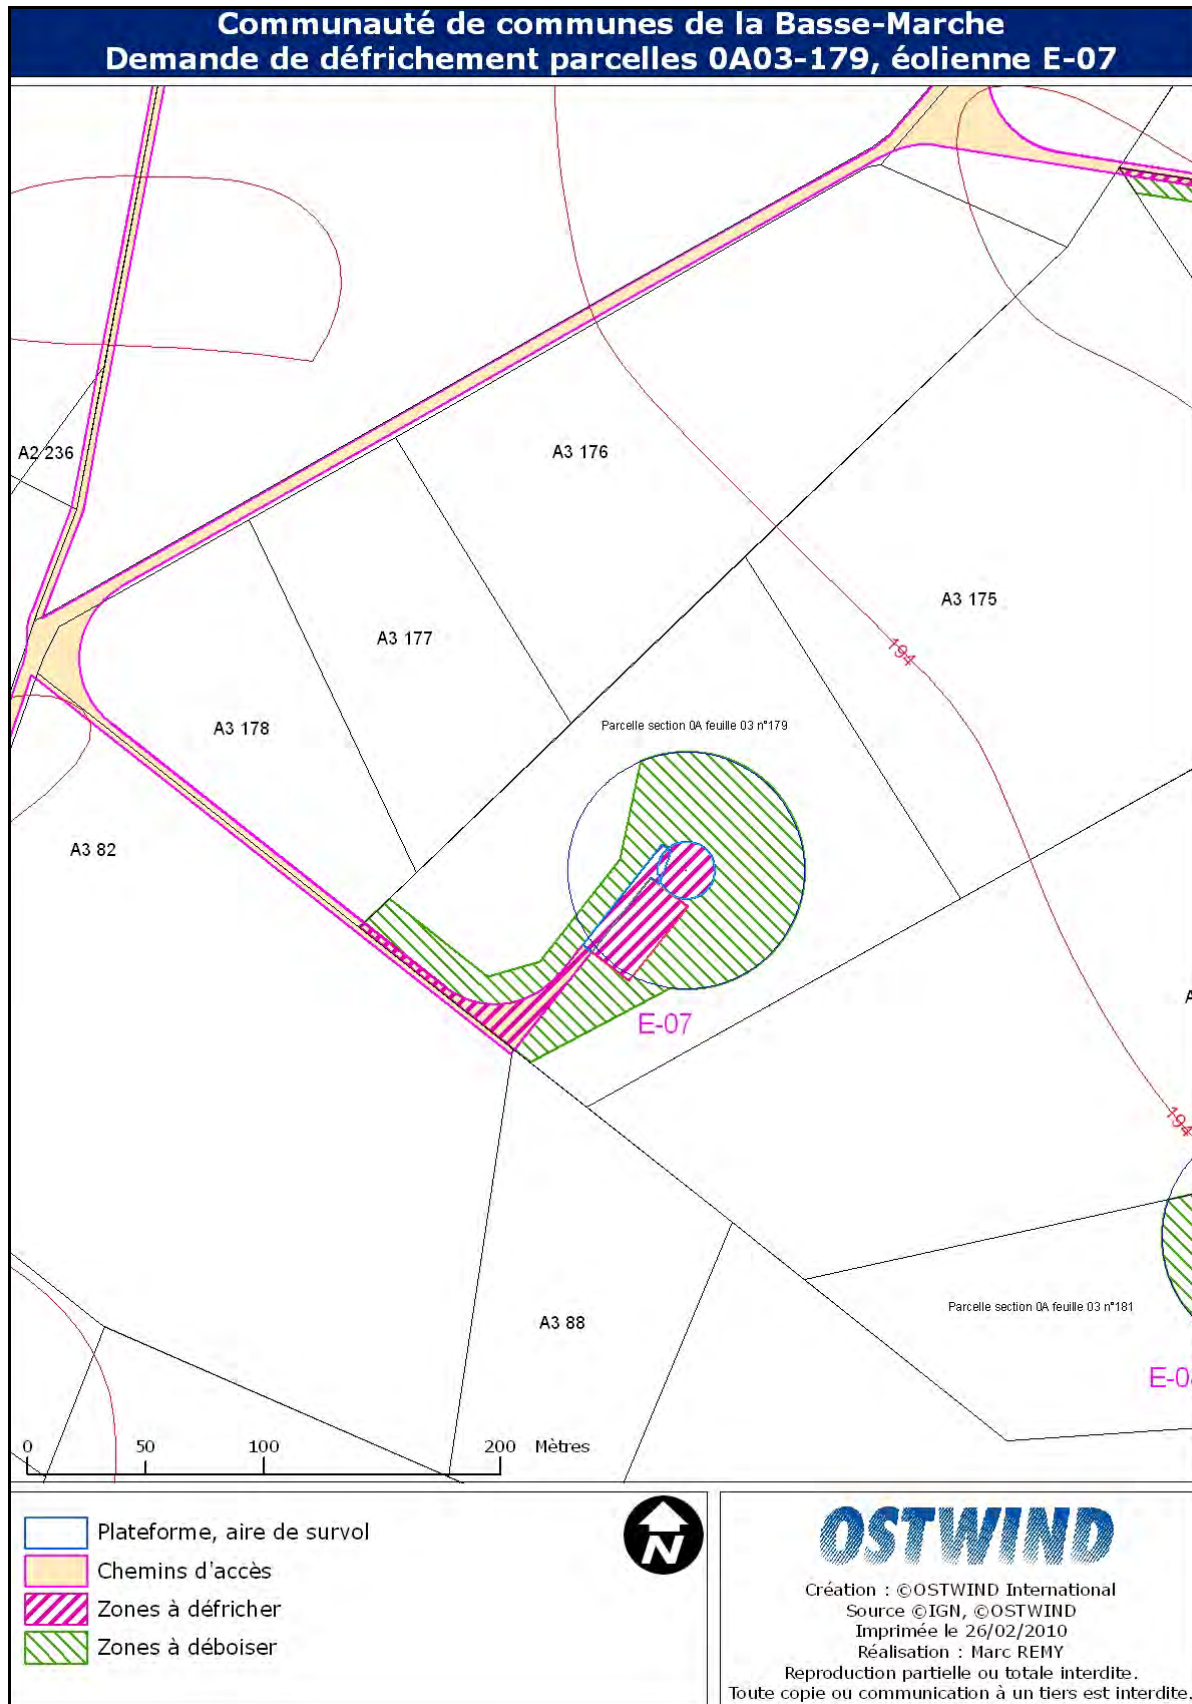 Communauté de communes de la Basse-Marche
Demande de défrichement parcelles 0A03-179, éolienne E-07
A2 236
A3 176
A3 175
A3 177
194
A3 178
Parcelle section 0A feuille 03 n°179
A3 82
A
E-07
194
Parcelle section 0A feuille 03 n°181
A3 88
E-0
0 50 100 200 Mètres
Plateforme, aire de survol
Chemins d'accès
Zones à défricher
Zones à déboiser
N
OSTWIND
Création : ©OSTWIND International
Source ©IGN, ©OSTWIND
Imprimée le 26/02/2010
Réalisation : Marc REMY
Reproduction partielle ou totale interdite.
Toute copie ou communication à un tiers est interdite.